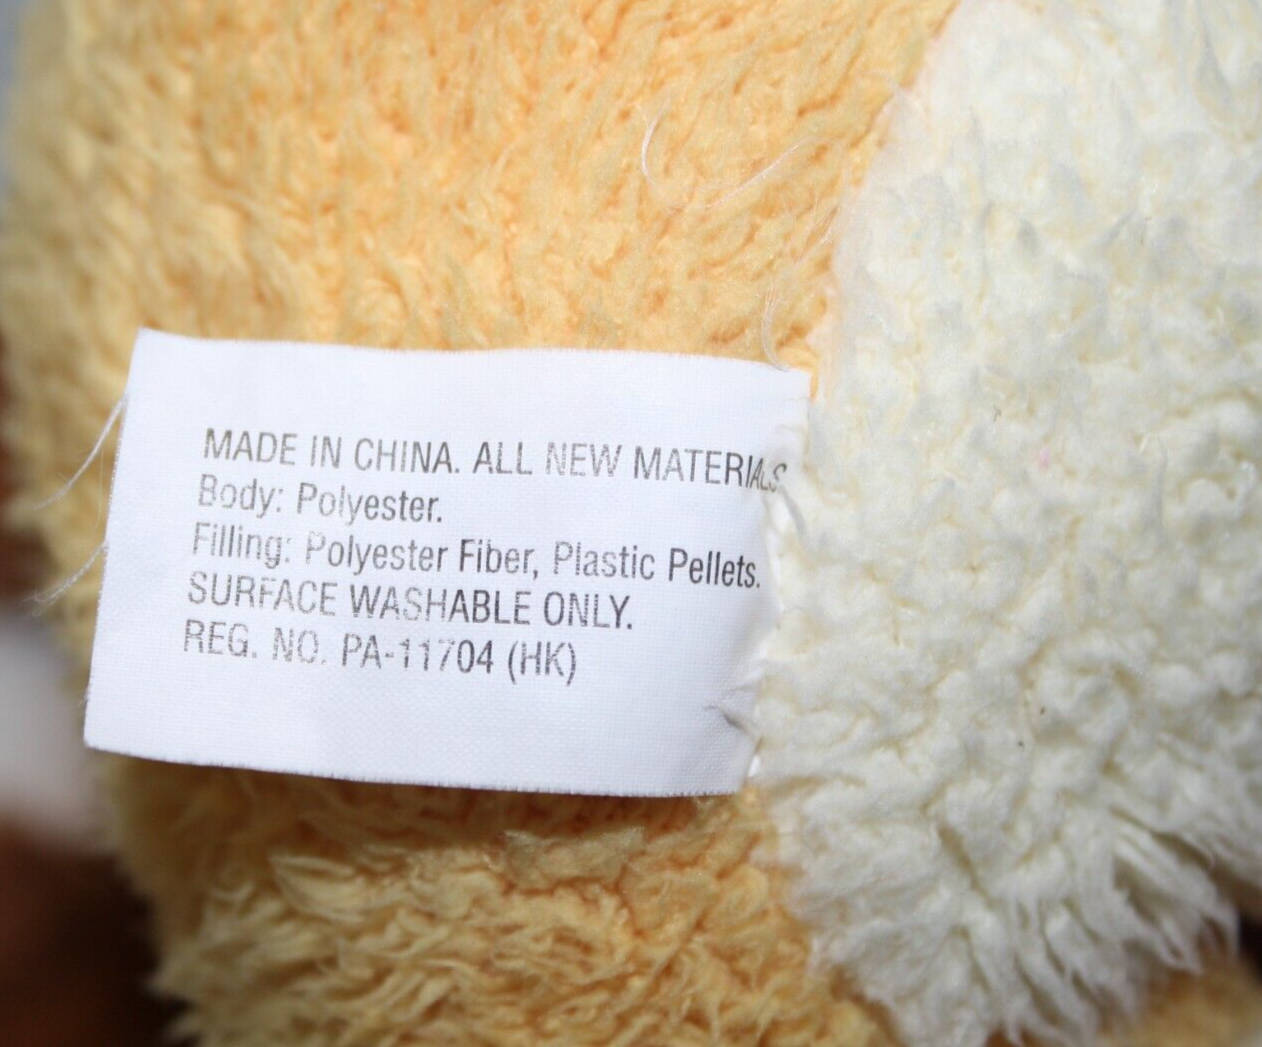 MADE IN CHINA. ALL NEW MATERIALS
Body: Polyester.
Filling: Polyester Fiber, Plastic Pellets.
SURFACE WASHABLE ONLY.
REG. NO. PA-11704 (HK)